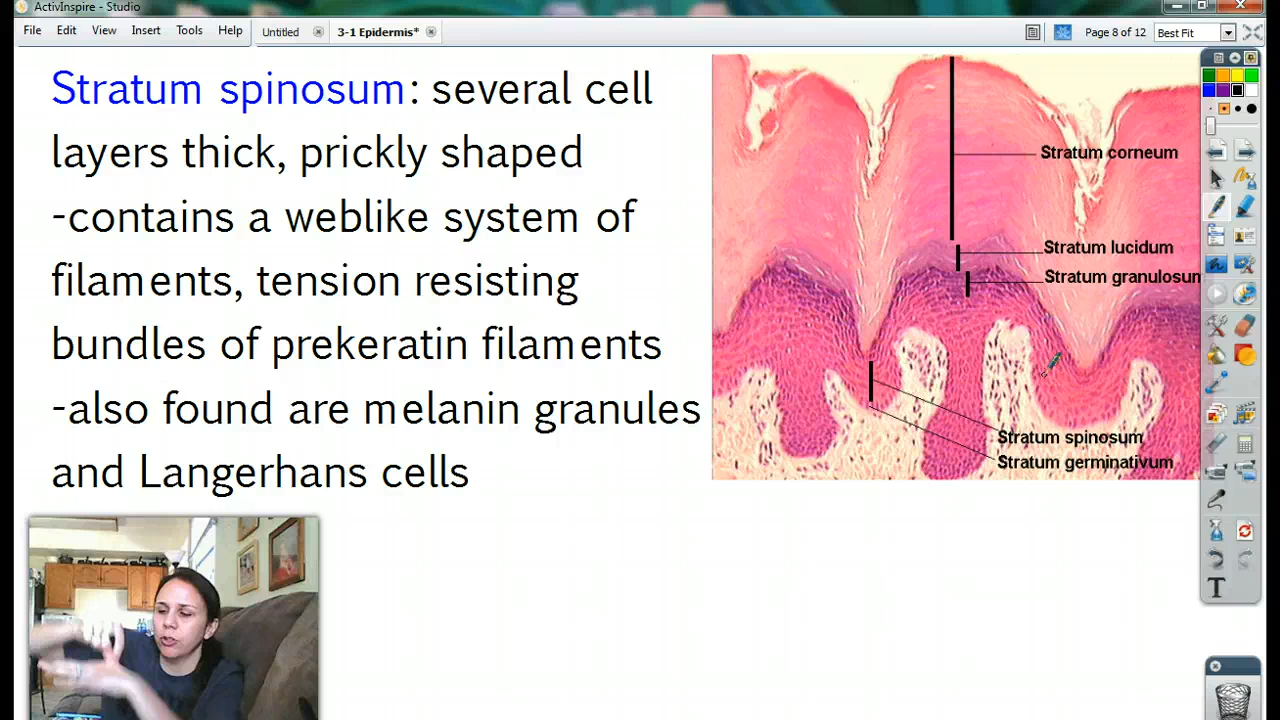 ActivInspire - Studio
File Edit View Insert Tools Help Untitled 3-1 Epidermis* Page 8 of 12 Best Fit
Stratum spinosum: several cell
layers thick, prickly shaped
-contains a weblike system of
filaments, tension resisting
bundles of prekeratin filaments
-also found are melanin granules
and Langerhans cells
Stratum corneum
Stratum lucidum
Stratum granulosum
Stratum spinosum
Stratum germinativum
T